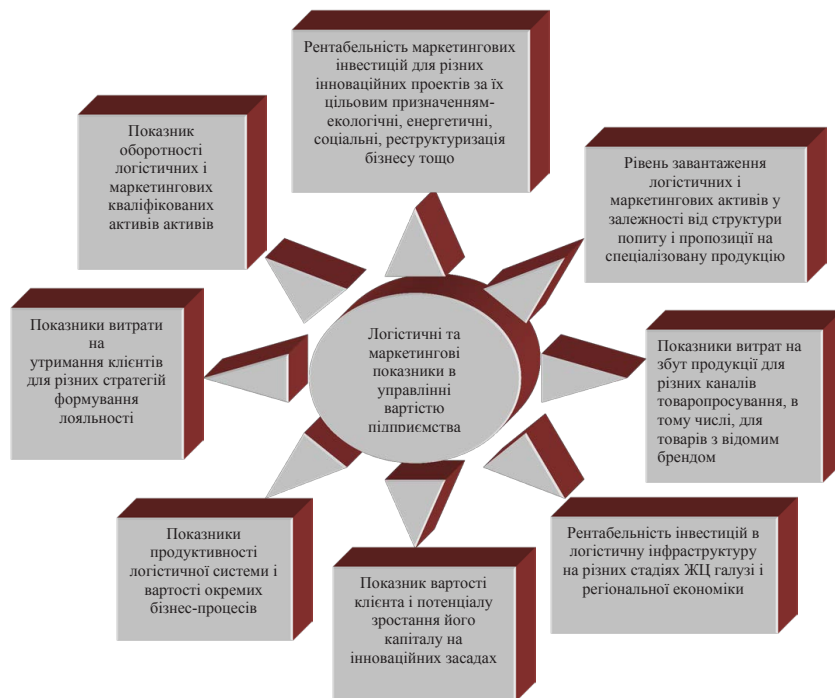 Рентабельність маркетингових
інвестицій для різних
інноваційних проектів за їх
цільовим призначенням-
екологічні, енергетичні,
соціальні, реструктуризація
бізнесу тощо
Показник
оборотності
логістичних і
маркетингових
кваліфікованих
активів активів
Рівень завантаження
логістичних і
маркетингових активів у
залежності від структури
попиту і пропозиції на
спеціалізовану продукцію
Показники витрати
на
утримання клієнтів
для різних стратегій
формування
лояльності
Логістичні та
маркетингові
показники в
управлінні
вартістю
підприємства
Показники витрат на
збут продукції для
різних каналів
товаропросування, в
тому числі, для
товарів з відомим
брендом
Показники
продуктивності
логістичної системи і
вартості окремих
бізнес-процесів
Показник вартості
клієнта і потенціалу
зростання його
капіталу на
інноваційних засадах
Рентабельність інвестицій в
логістичну інфраструктуру
на різних стадіях ЖЦ галузі і
регіональної економіки